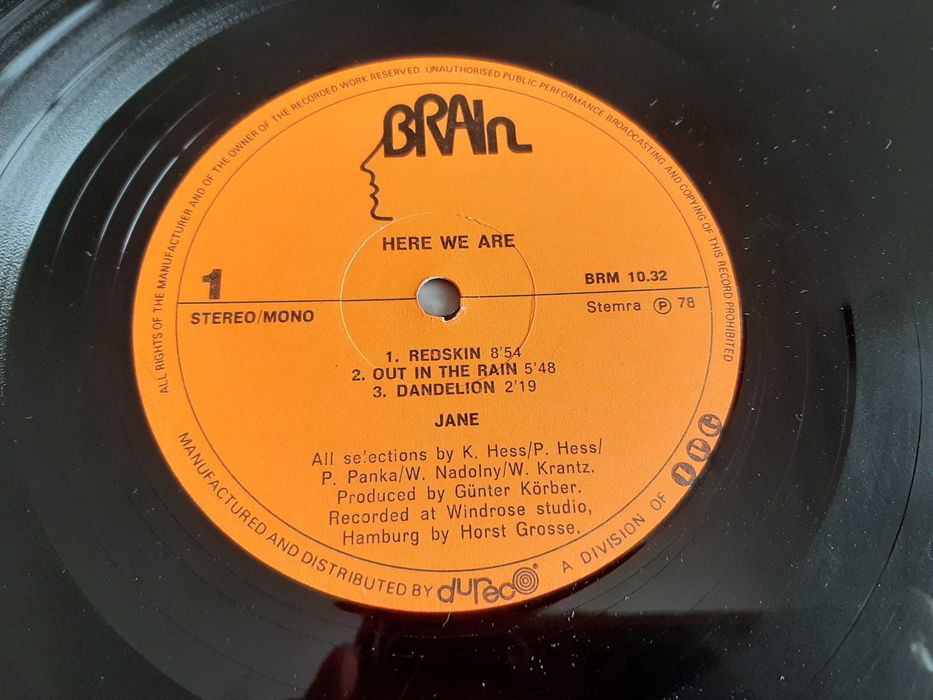 ALL RIGHTS OF THE MANUFACTURER AND OF THE OWNER OF THE RECORDED WORK RESERVED UNAUTHORISED PUBLIC PERFORMANCE BROADCASTING AND COPYING OF THIS RECORD PROHIBITED
BRAIn
HERE WE ARE
1
BRM 10.32
STEREO/MONO
Stemra Ⓟ 78
1. REDSKIN 8'54
2. OUT IN THE RAIN 5'48
3. DANDELION 2'19
JANE
All selections by K. Hess/P. Hess/
P. Panka/W. Nadolny/W. Krantz.
Produced by Günter Körber.
Recorded at Windrose studio,
Hamburg by Horst Grosse.
MANUFACTURED AND DISTRIBUTED BY dureco
A DIVISION OF